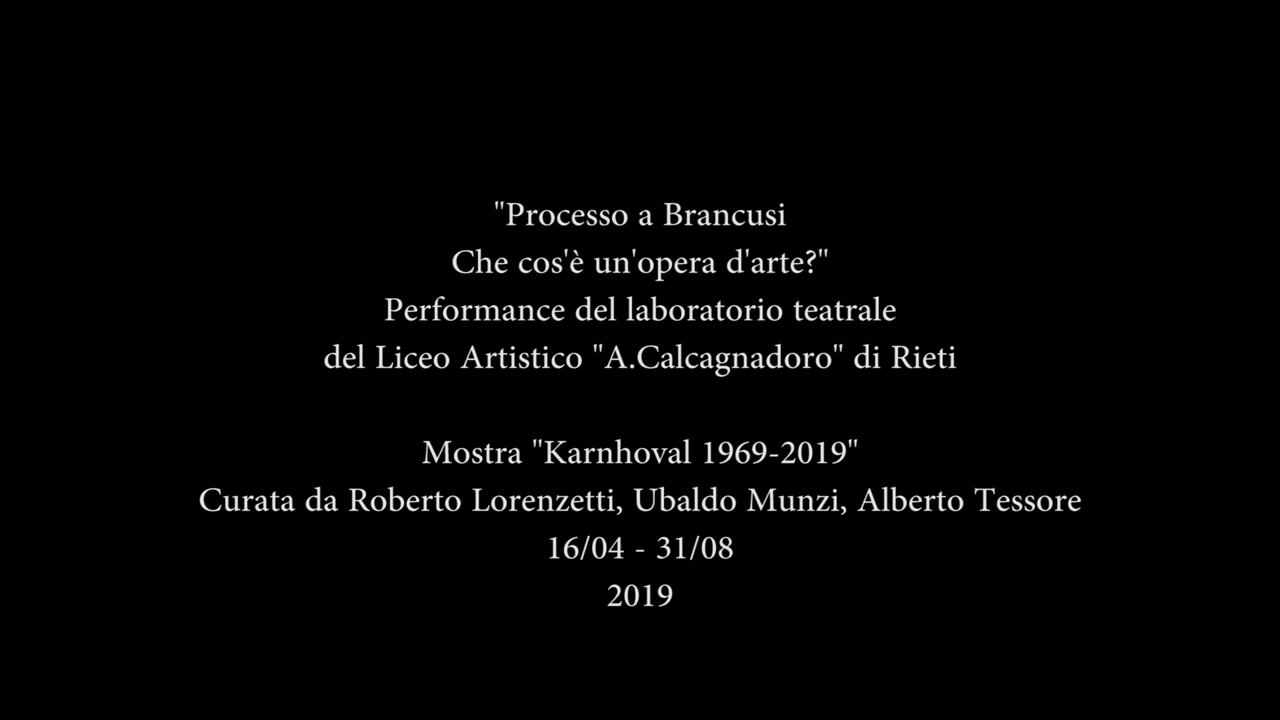 "Processo a Brancusi
Che cos'è un'opera d'arte?"
Performance del laboratorio teatrale
del Liceo Artistico "A.Calcagnadoro" di Rieti
Mostra "Karnhoval 1969-2019"
Curata da Roberto Lorenzetti, Ubaldo Munzi, Alberto Tessore
16/04 - 31/08
2019